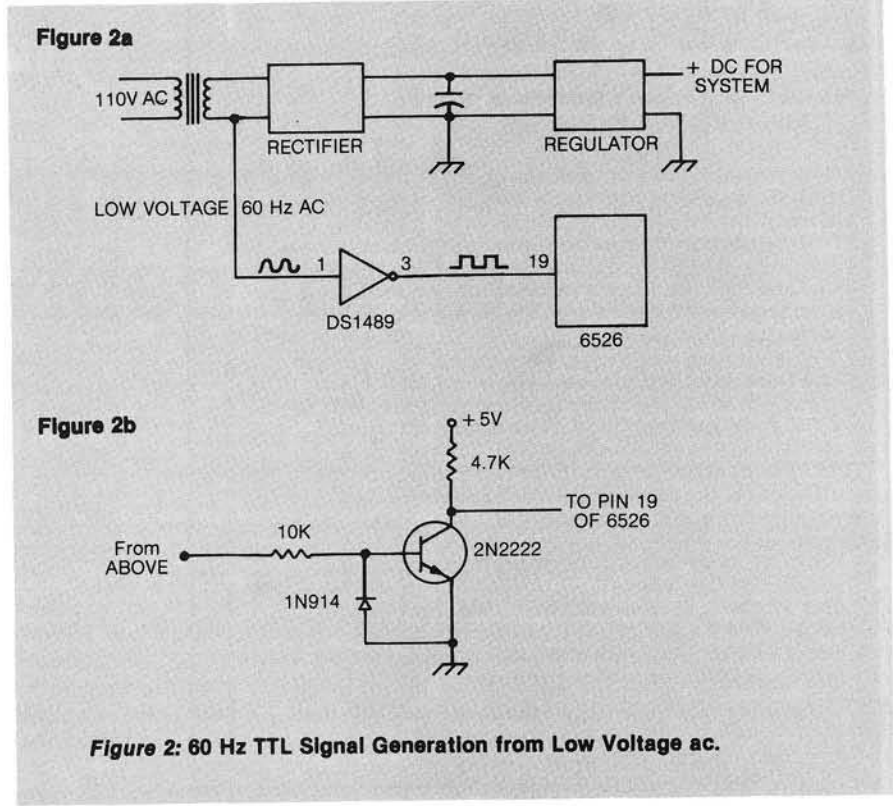 Figure 2a
110V AC
RECTIFIER
REGULATOR
+ DC FOR
SYSTEM
LOW VOLTAGE 60 Hz AC
1
3
19
DS1489
6526
Figure 2b
+ 5V
4.7K
TO PIN 19
OF 6526
10K
From
ABOVE
2N2222
1N914
Figure 2: 60 Hz TTL Signal Generation from Low Voltage ac.